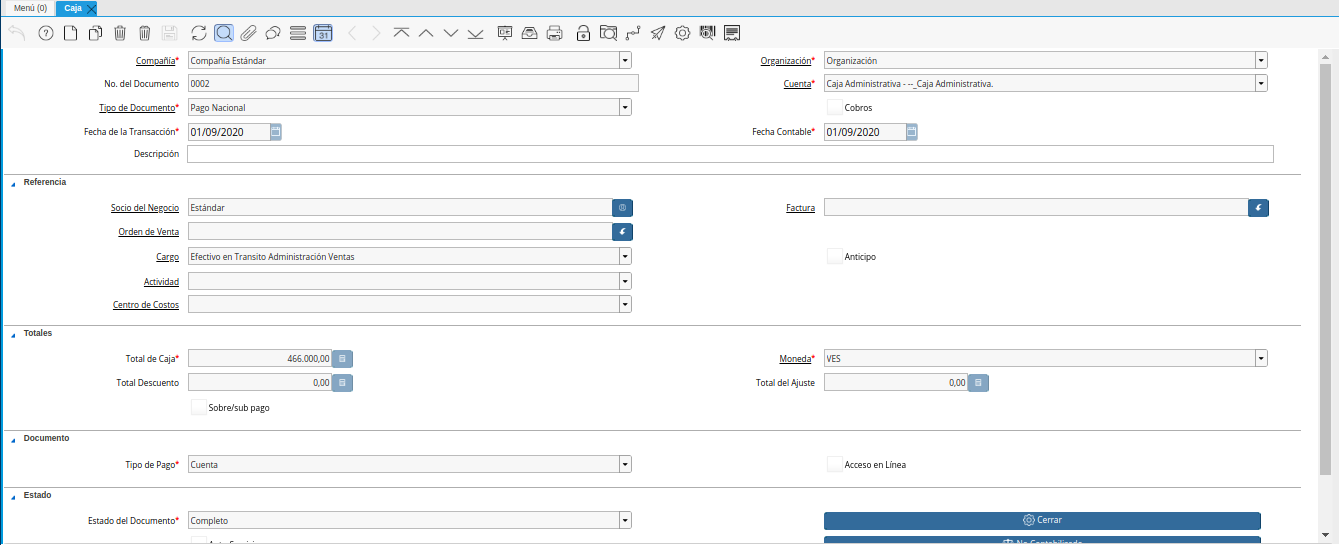 Menú (0) Caja
31
Compañía* Compañía Estándar Organización* Organización
No. del Documento 0002 Cuenta* Caja Administrativa - --_Caja Administrativa.
Tipo de Documento* Pago Nacional Cobros
Fecha de la Transacción* 01/09/2020 Fecha Contable* 01/09/2020
Descripción
Referencia
Socio del Negocio Estándar Factura
Orden de Venta
Cargo Efectivo en Transito Administración Ventas Anticipo
Actividad
Centro de Costos
Totales
Total de Caja* 466.000,00 Moneda* VES
Total Descuento 0,00 Total del Ajuste 0,00
Sobre/sub pago
Documento
Tipo de Pago* Cuenta Acceso en Línea
Estado
Estado del Documento* Completo Cerrar